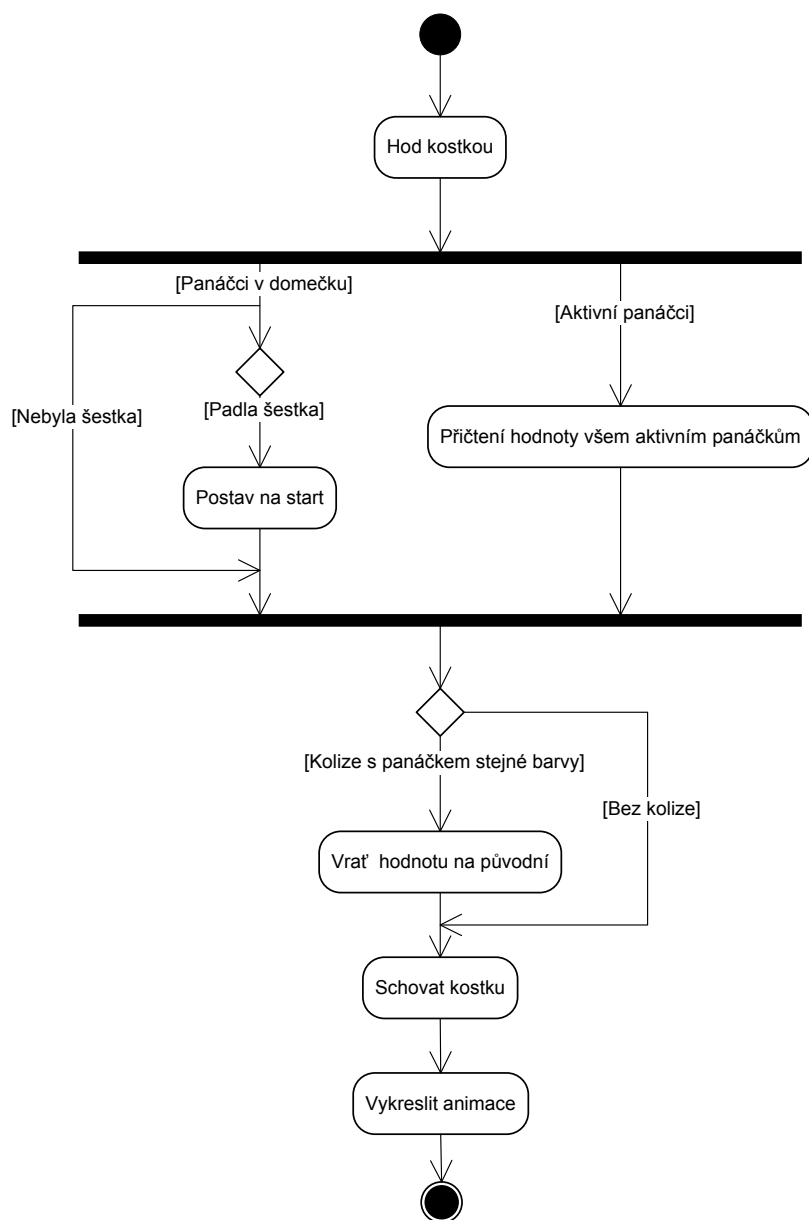 Hod kostkou
[Panáčci v domečku]
[Aktivní panáčci]
[Nebyla šestka]
[Padla šestka]
Přičtení hodnoty všem aktivním panáčkům
Postav na start
[Kolize s panáčkem stejné barvy]
[Bez kolize]
Vrať hodnotu na původní
Schovat kostku
Vykreslit animace